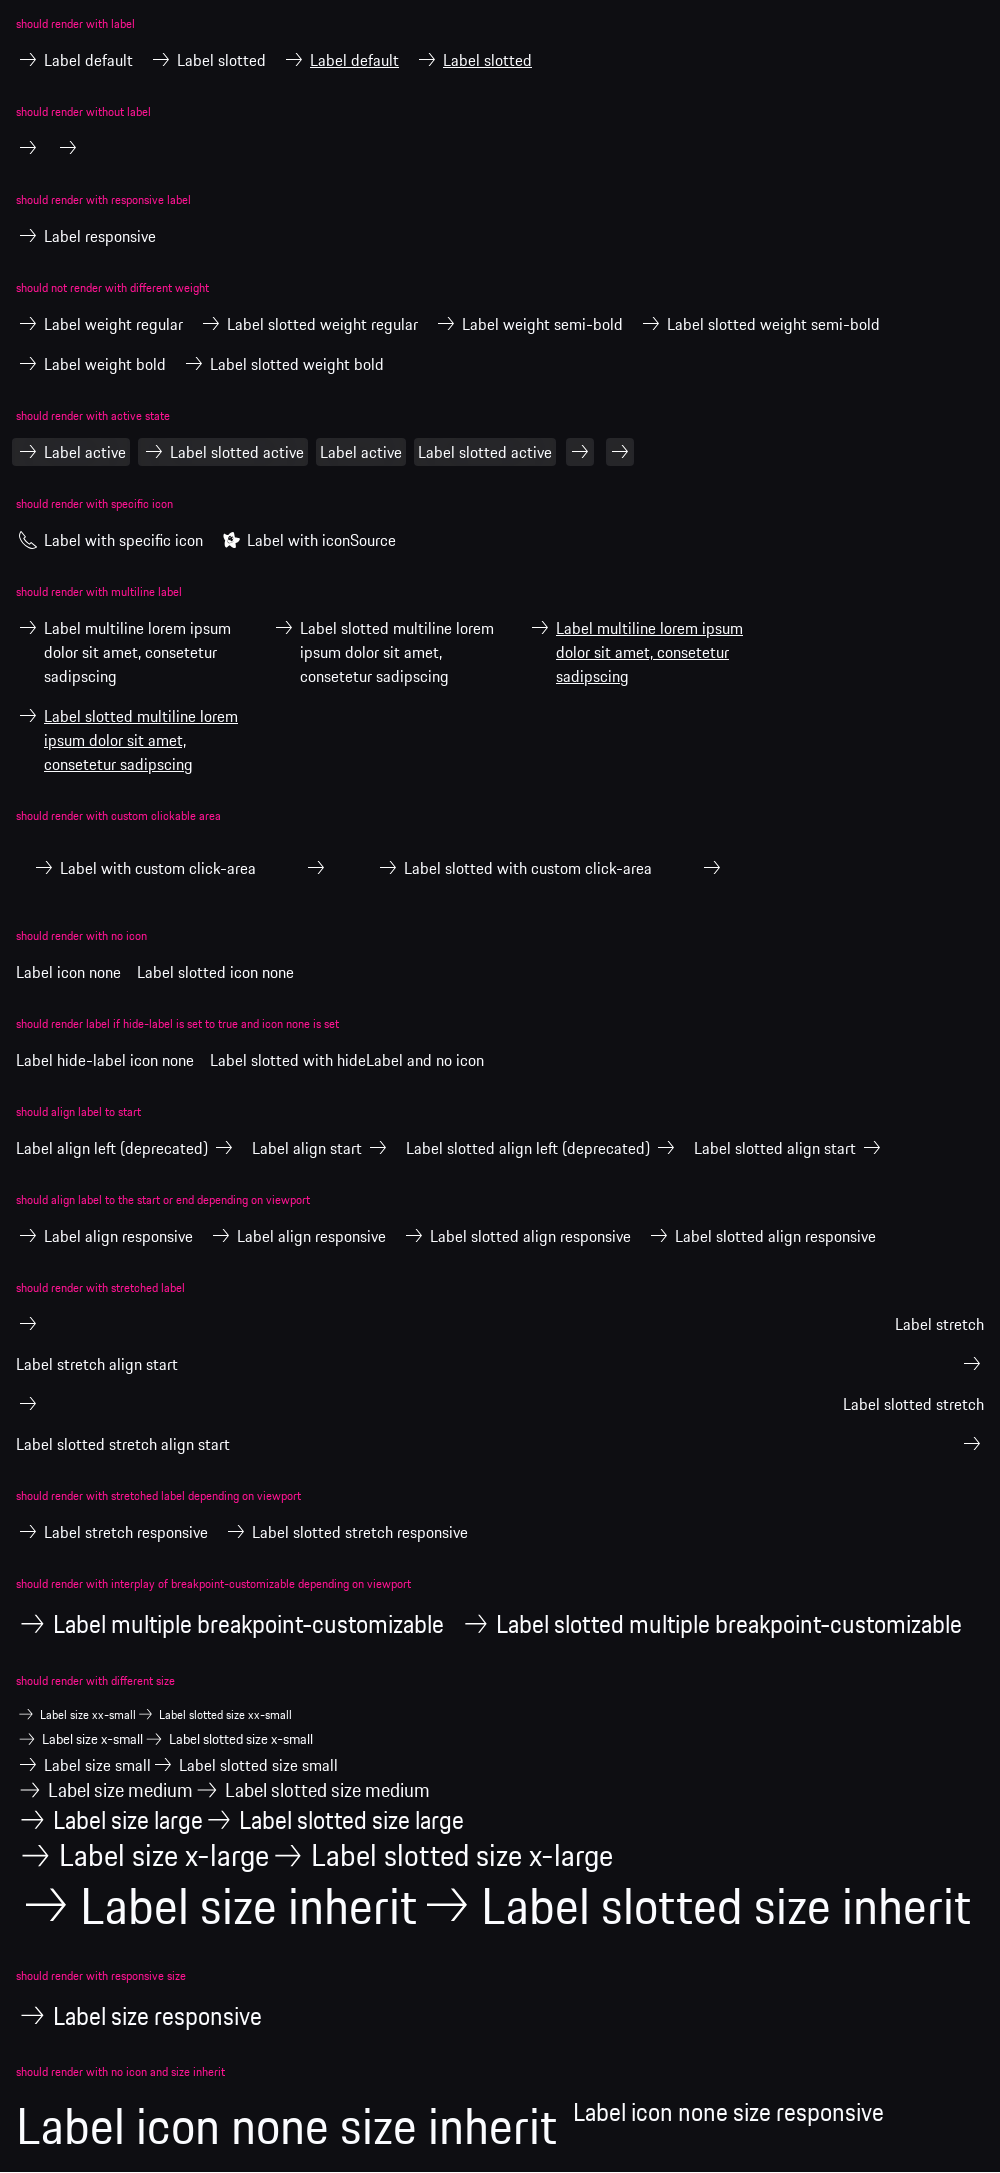 should render with label
Label default Label slotted Label default Label slotted
should render without label
should render with responsive label
Label responsive
should not render with different weight
Label weight regular Label slotted weight regular Label weight semi-bold Label slotted weight semi-bold
Label weight bold Label slotted weight bold
should render with active state
Label active Label slotted active Label active Label slotted active
should render with specific icon
Label with specific icon Label with iconSource
should render with multiline label
Label multiline lorem ipsum
dolor sit amet, consetetur
sadipscing
Label slotted multiline lorem
ipsum dolor sit amet,
consetetur sadipscing
Label multiline lorem ipsum
dolor sit amet, consetetur
sadipscing
Label slotted multiline lorem
ipsum dolor sit amet,
consetetur sadipscing
should render with custom clickable area
Label with custom click-area Label slotted with custom click-area
should render with no icon
Label icon none Label slotted icon none
should render label if hide-label is set to true and icon none is set
Label hide-label icon none Label slotted with hideLabel and no icon
should align label to start
Label align left (deprecated) Label align start Label slotted align left (deprecated) Label slotted align start
should align label to the start or end depending on viewport
Label align responsive Label align responsive Label slotted align responsive Label slotted align responsive
should render with stretched label
Label stretch
Label stretch align start
Label slotted stretch
Label slotted stretch align start
should render with stretched label depending on viewport
Label stretch responsive Label slotted stretch responsive
should render with interplay of breakpoint-customizable depending on viewport
Label multiple breakpoint-customizable Label slotted multiple breakpoint-customizable
should render with different size
Label size xx-small Label slotted size xx-small
Label size x-small Label slotted size x-small
Label size small Label slotted size small
Label size medium Label slotted size medium
Label size large Label slotted size large
Label size x-large Label slotted size x-large
Label size inherit Label slotted size inherit
should render with responsive size
Label size responsive
should render with no icon and size inherit
Label icon none size inherit Label icon none size responsive